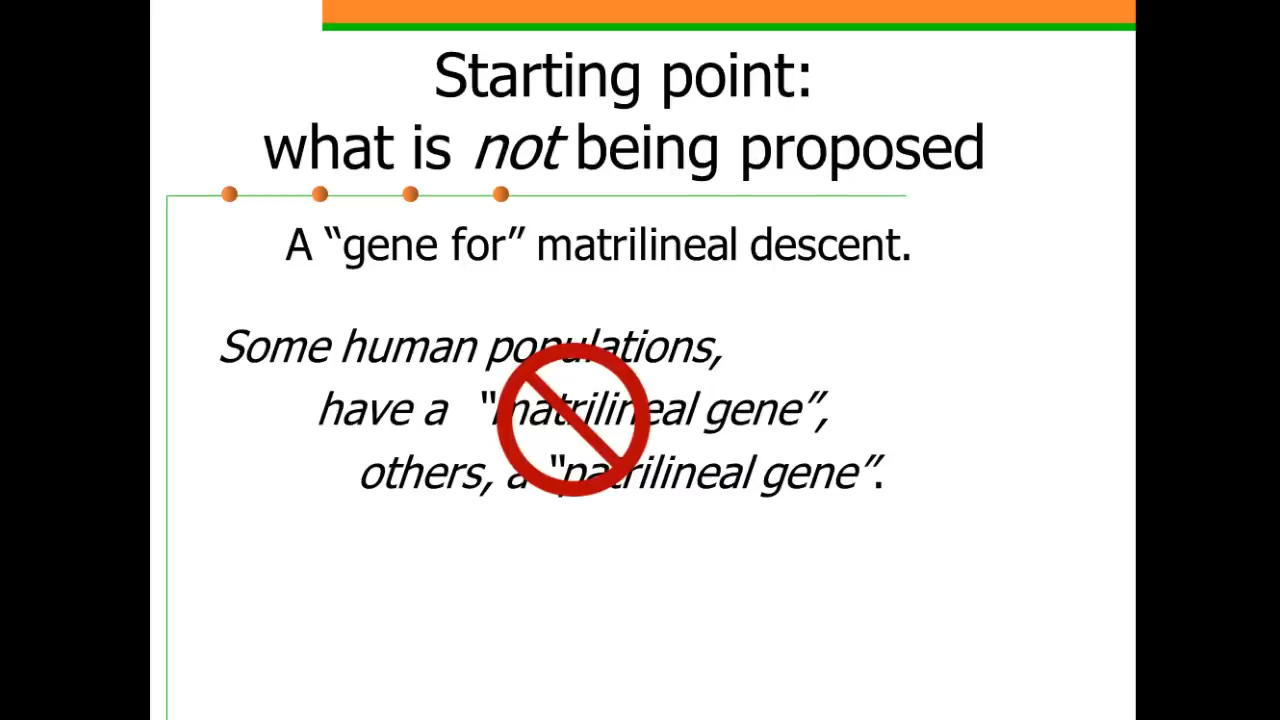 Starting point:
what is not being proposed
A “gene for” matrilineal descent.
Some human populations,
have a “matrilineal gene”,
others, a “patrilineal gene”.